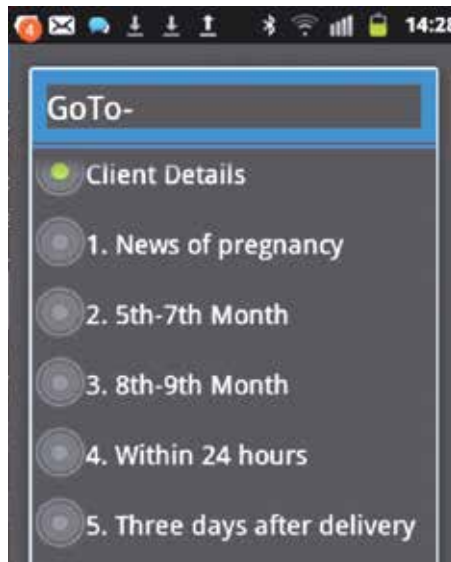 4
14:28
GoTo-
Client Details
1. News of pregnancy
2. 5th-7th Month
3. 8th-9th Month
4. Within 24 hours
5. Three days after delivery